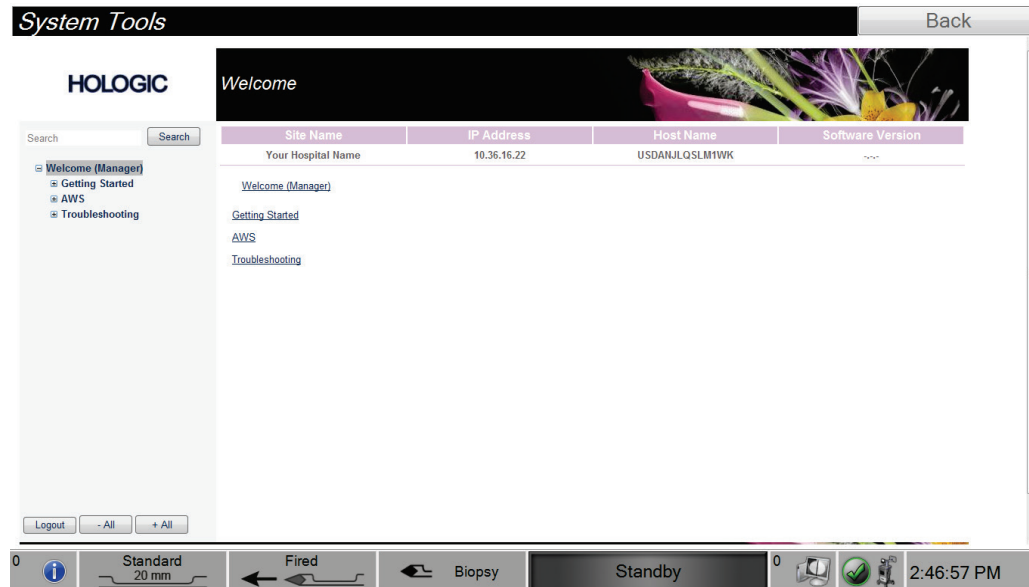 System Tools
Back
HOLOGIC
Welcome
Search
Search
Site Name IP Address Host Name Software Version
Your Hospital Name 10.36.16.22 USDANJLQSLM1WK -.-.-
Welcome (Manager)
Getting Started
AWS
Troubleshooting
Welcome (Manager)
Getting Started
AWS
Troubleshooting
Logout - All + All
0
Standard
20 mm
Fired
Biopsy
Standby
0
2:46:57 PM